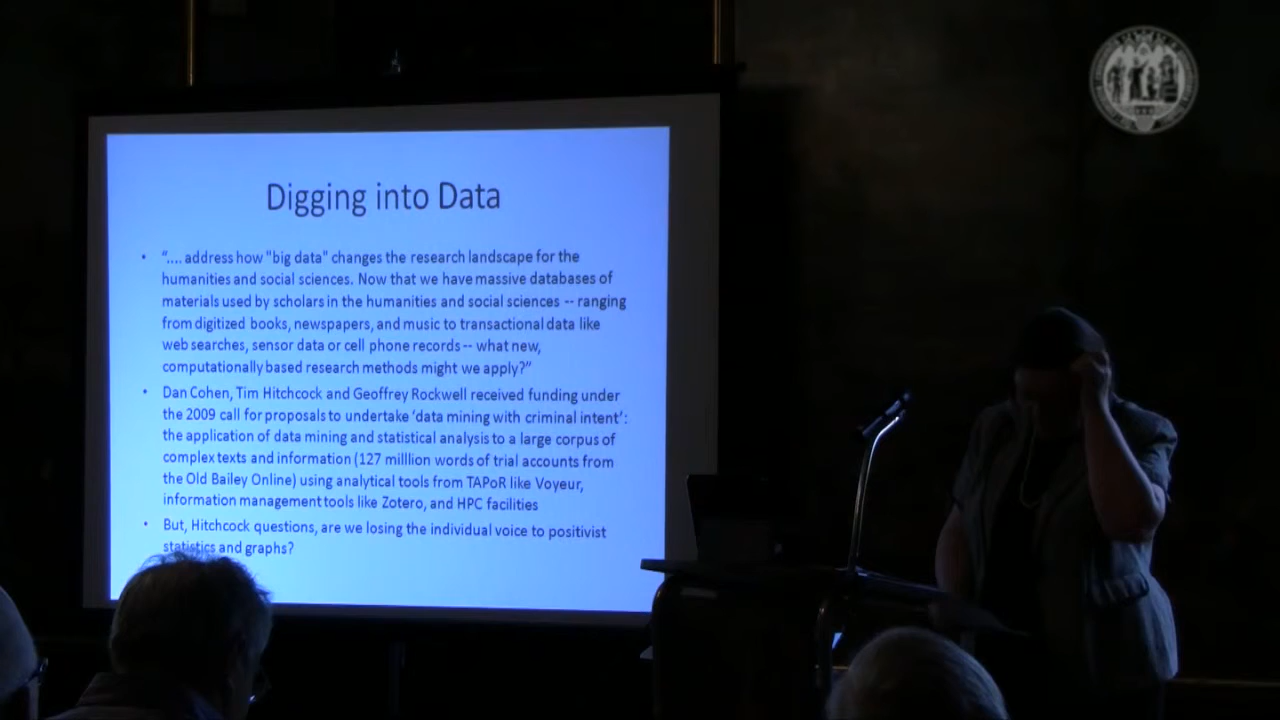 Digging into Data
• “.... address how "big data" changes the research landscape for the
humanities and social sciences. Now that we have massive databases of
materials used by scholars in the humanities and social sciences -- ranging
from digitized books, newspapers, and music to transactional data like
web searches, sensor data or cell phone records -- what new,
computationally based research methods might we apply?”
• Dan Cohen, Tim Hitchcock and Geoffrey Rockwell received funding under
the 2009 call for proposals to undertake ‘data mining with criminal intent’:
the application of data mining and statistical analysis to a large corpus of
complex texts and information (127 milllion words of trial accounts from
the Old Bailey Online) using analytical tools from TAPoR like Voyeur,
information management tools like Zotero, and HPC facilities
• But, Hitchcock questions, are we losing the individual voice to positivist
statistics and graphs?